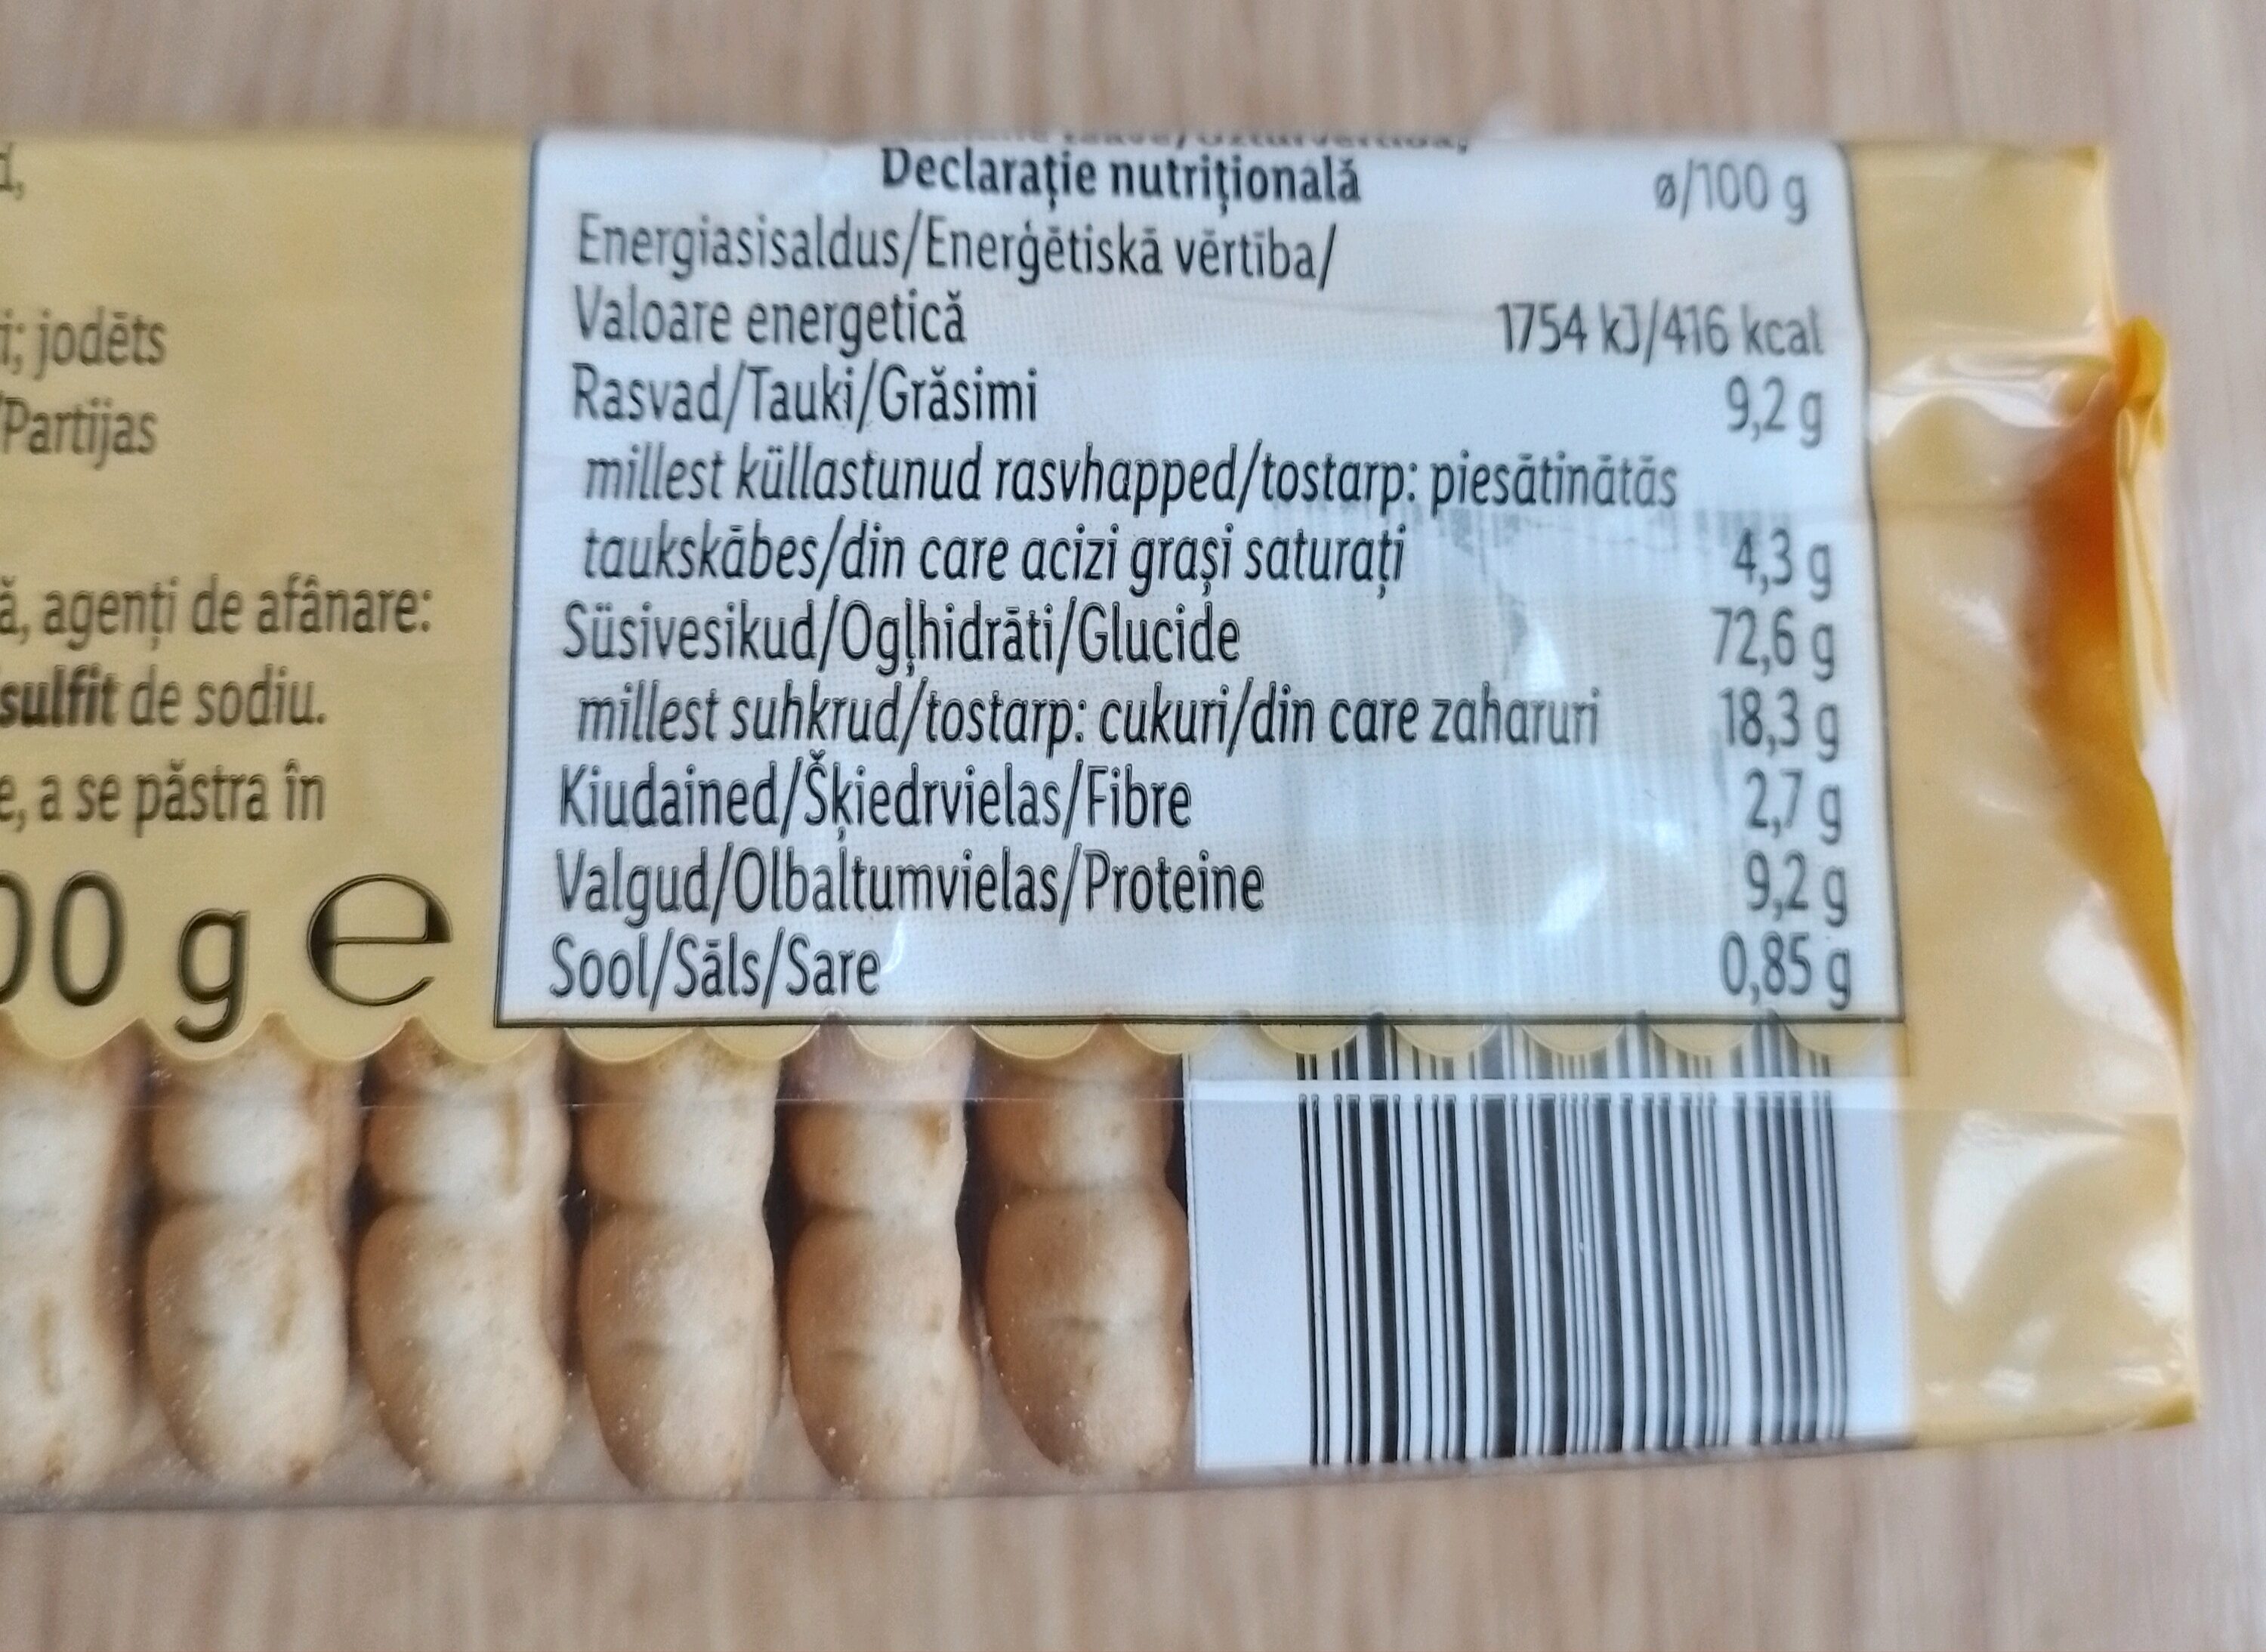 i; jodēts
Partijas
ă, agenți de afânare:
sulfit de sodiu.
e, a se păstra în
00 g e
Declarație nutrițională ø/100 g
Energiasisaldus/Enerģētiskā vērtība/
Valoare energetică 1754 kJ/416 kcal
Rasvad/Tauki/Grăsimi 9,2 g
millest küllastunud rasvhapped/tostarp: piesātinātās
taukskābes/din care acizi grași saturați 4,3 g
Süsivesikud/Ogļhidrāti/Glucide 72,6 g
millest suhkrud/tostarp: cukuri/din care zaharuri 18,3 g
Kiudained/Šķiedrvielas/Fibre 2,7 g
Valgud/Olbaltumvielas/Proteine 9,2 g
Sool/Sāls/Sare 0,85 g